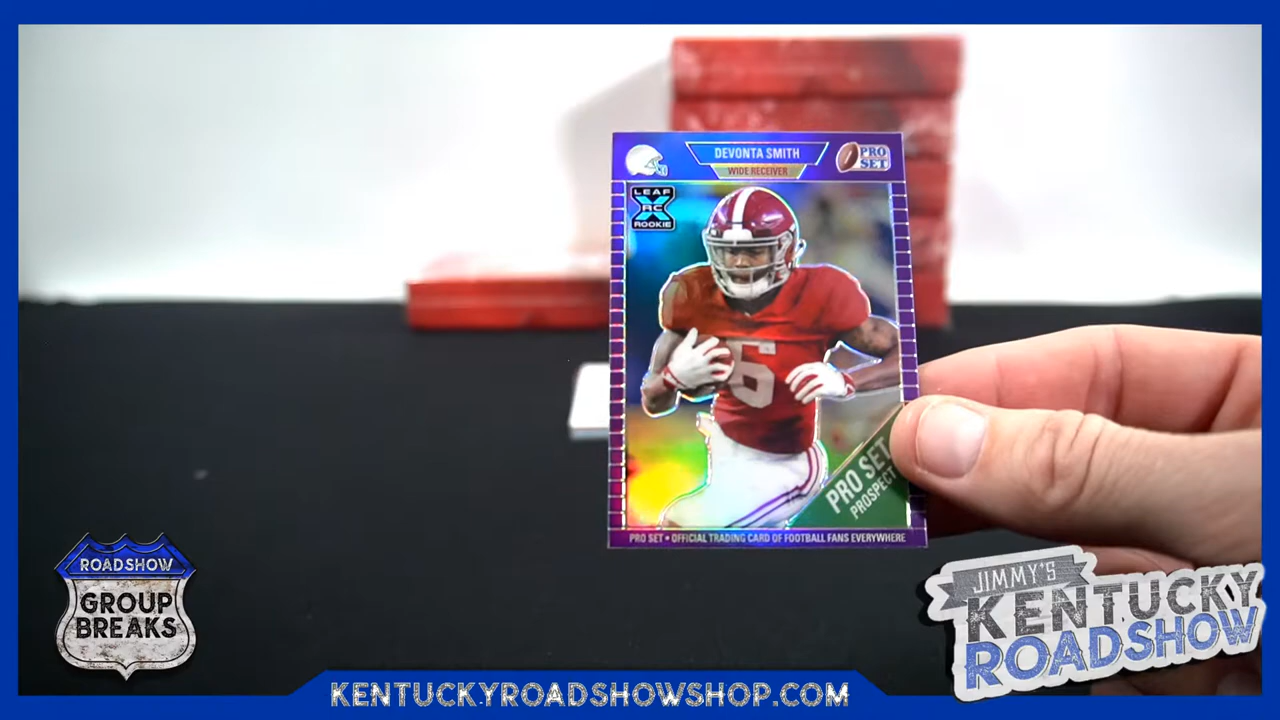 DEVONTA SMITH
WIDE RECEIVER
PRO
SET
LEAF
X
RC
ROOKIE
6
PRO SET
PROSPECT
PRO SET • OFFICIAL TRADING CARD OF FOOTBALL FANS EVERYWHERE
ROADSHOW
GROUP
BREAKS
JIMMY'S
KENTUCKY
ROADSHOW
KENTUCKYROADSHOWSHOP.COM